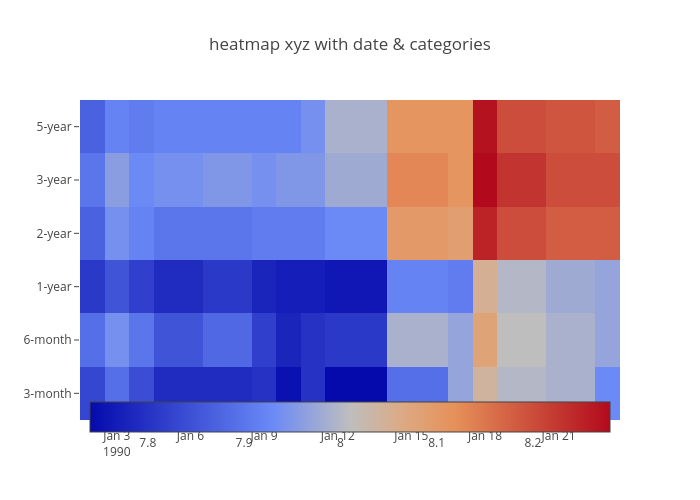 heatmap xyz with date & categories
5-year
3-year
2-year
1-year
6-month
3-month
Jan 3 Jan 6 Jan 9 Jan 12 Jan 15 Jan 18 Jan 21
1990
7.8 7.9 8 8.1 8.2